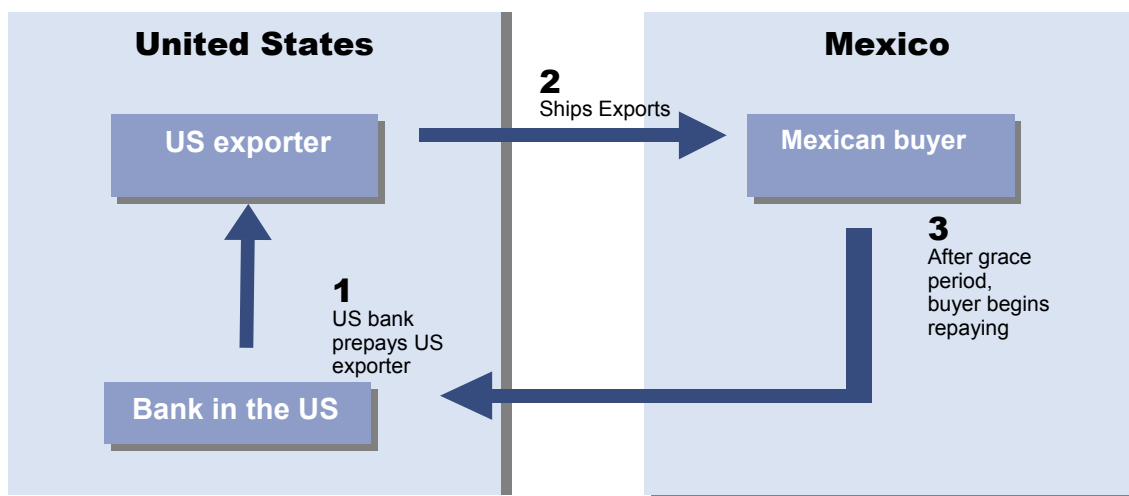 United States
Mexico
2
Ships Exports
US exporter
Mexican buyer
3
After grace
period,
buyer begins
repaying
1
US bank
prepays US
exporter
Bank in the US